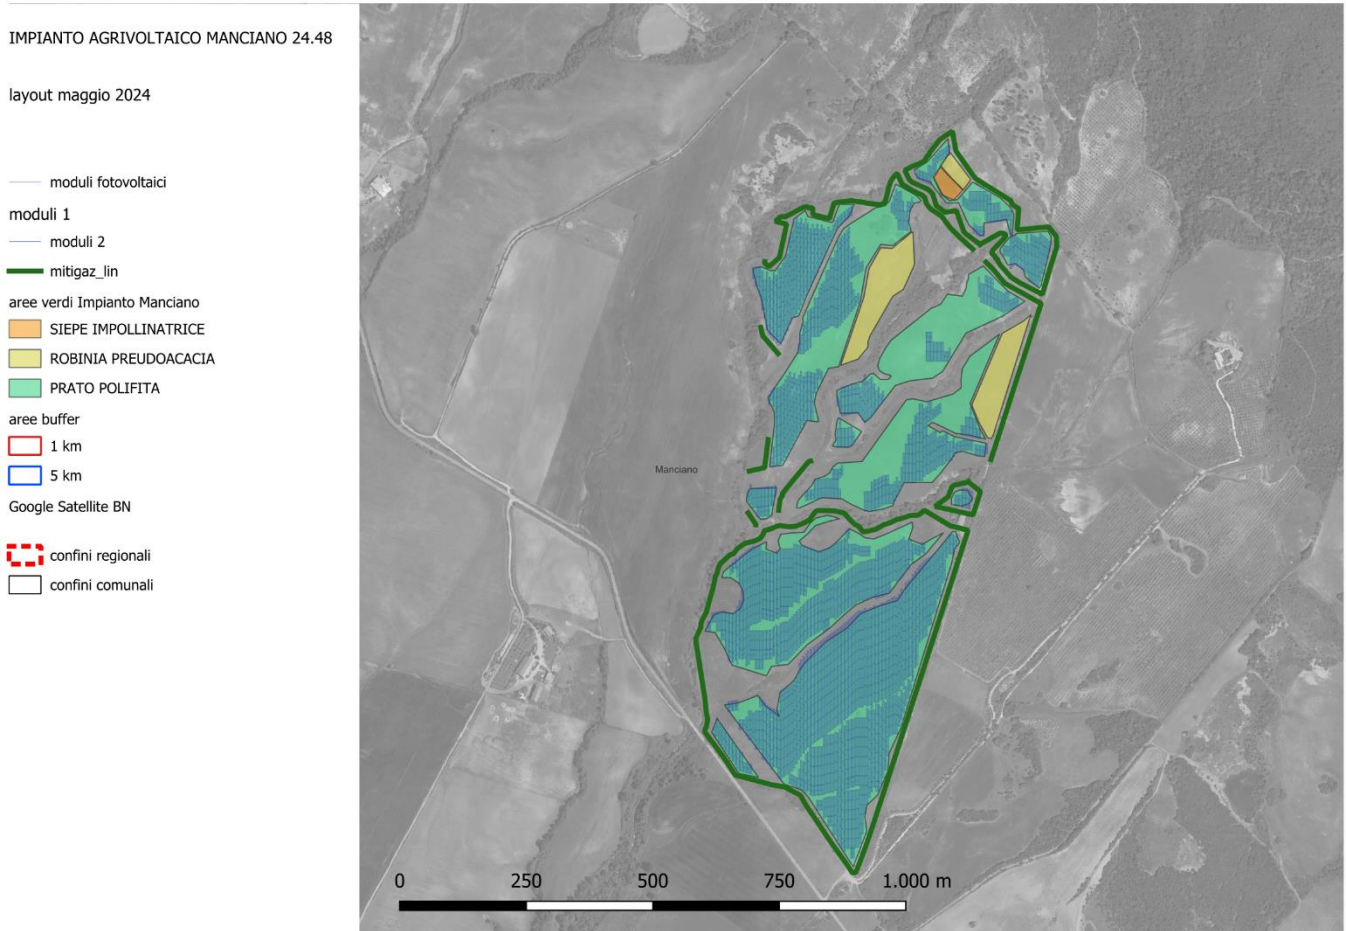 IMPIANTO AGRIVOLTAICO MANCIANO 24.48
layout maggio 2024
moduli fotovoltaici
moduli 1
moduli 2
mitigaz_lin
aree verdi Impianto Manciano
SIEPE IMPOLLINATRICE
ROBINIA PREUDOACACIA
PRATO POLIFITA
aree buffer
1 km
5 km
Google Satellite BN
confini regionali
confini comunali
Manciano
0 250 500 750 1.000 m